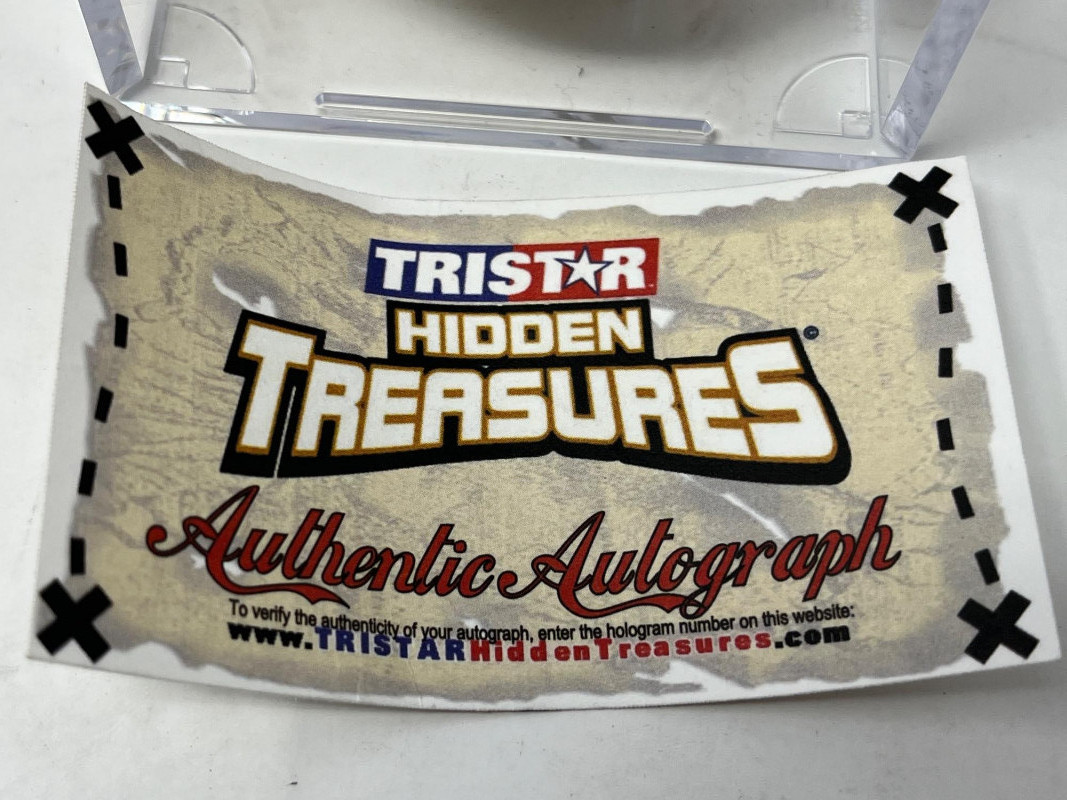 TRISTAR
HIDDEN
TREASURES
Authentic Autograph
To verify the authenticity of your autograph, enter the hologram number on this website:
www.TRISTARHiddenTreasures.com